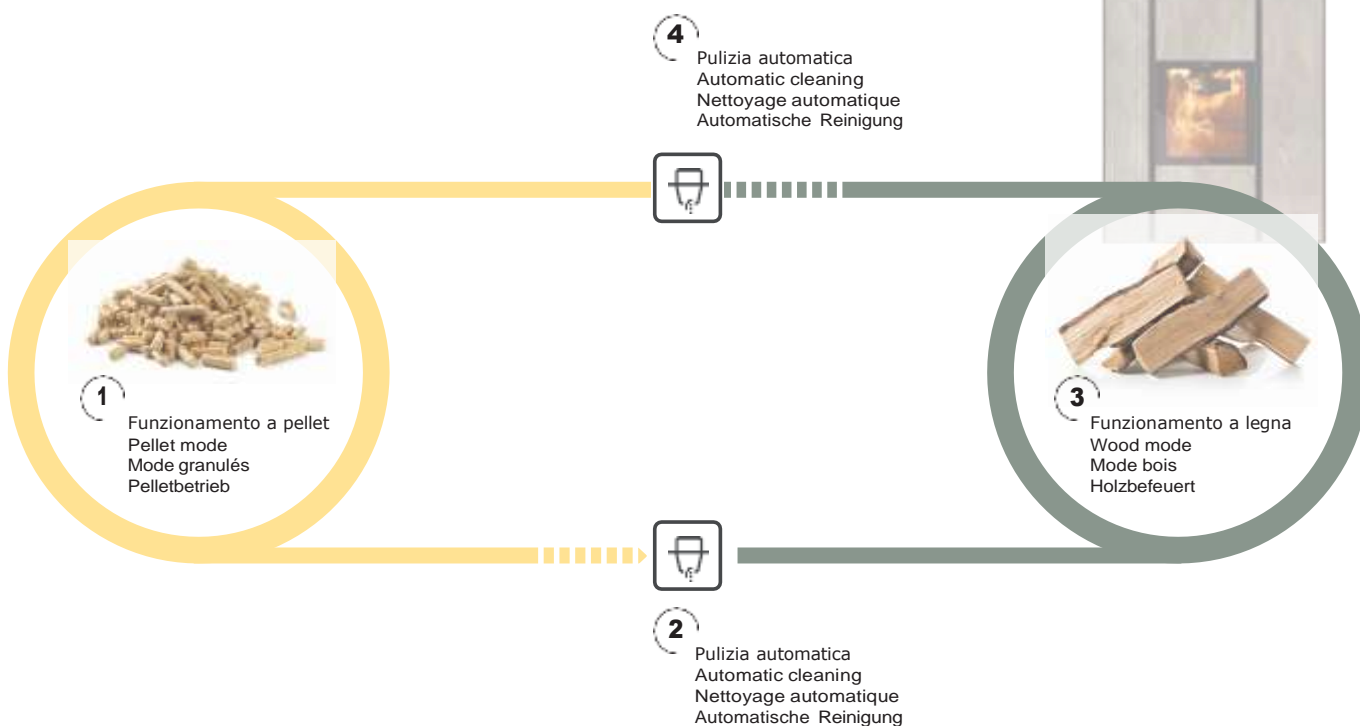 4
Pulizia automatica
Automatic cleaning
Nettoyage automatique
Automatische Reinigung
1
Funzionamento a pellet
Pellet mode
Mode granulés
Pelletbetrieb
3
Funzionamento a legna
Wood mode
Mode bois
Holzbefeuert
2
Pulizia automatica
Automatic cleaning
Nettoyage automatique
Automatische Reinigung